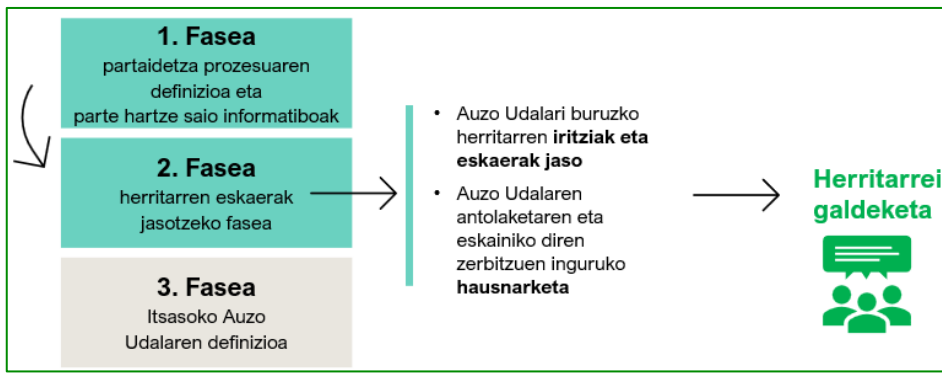 1. Fasea
partaidetza prozesuaren
definizioa eta
parte hartze saio informatiboak
2. Fasea
herritarren eskaerak
jasotzeko fasea
3. Fasea
Itsasoko Auzo
Udalaren definizioa
• Auzo Udalari buruzko
herritarren iritziak eta
eskaerak jaso
• Auzo Udalaren
antolaketaren eta
eskainiko diren
zerbitzuen inguruko
hausnarketa
Herritarrei
galdeketa